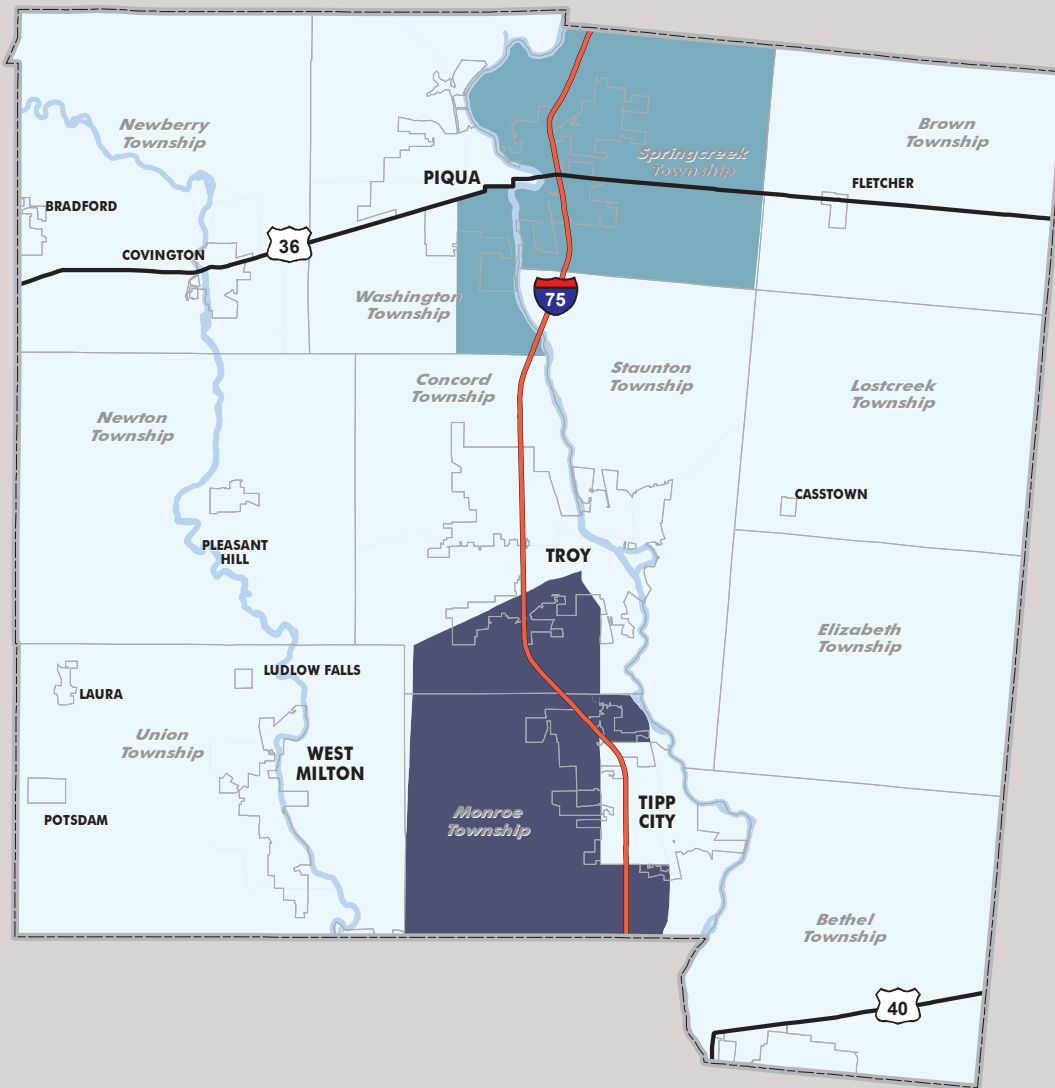 Newberry
Township
Brown
Township
Springcreek
Township
PIQUA
FLETCHER
BRADFORD
36
COVINGTON
75
Washington
Township
Staunton
Township
Concord
Township
Lostcreek
Township
Newton
Township
CASSTOWN
PLEASANT
HILL
TROY
Elizabeth
Township
LUDLOW FALLS
LAURA
Union
Township
WEST
MILTON
TIPP
CITY
Monroe
Township
POTSDAM
Bethel
Township
40